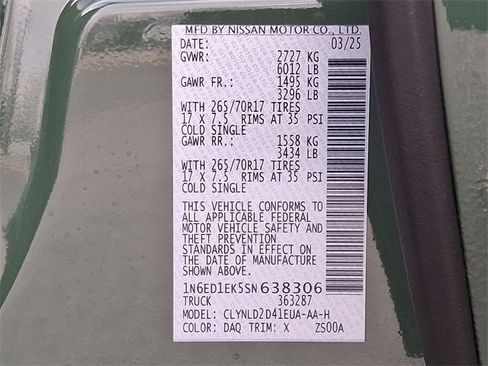 MFD BY NISSAN MOTOR CO., LTD.
DATE: 03/25
GVWR: 2727 KG
6012 LB
GAWR FR.: 1495 KG
3296 LB
WITH 265/70R17 TIRES
17 X 7.5 RIMS AT 35 PSI
COLD SINGLE
GAWR RR.: 1558 KG
3434 LB
WITH 265/70R17 TIRES
17 X 7.5 RIMS AT 35 PSI
COLD SINGLE
THIS VEHICLE CONFORMS TO
ALL APPLICABLE FEDERAL
MOTOR VEHICLE SAFETY AND
THEFT PREVENTION
STANDARDS IN EFFECT ON
THE DATE OF MANUFACTURE
SHOWN ABOVE.
1N6ED1EK5SN638306
TRUCK 363287
MODEL: CLYNLD2D41EUA-AA-H
COLOR: DAQ TRIM: X ZS00A